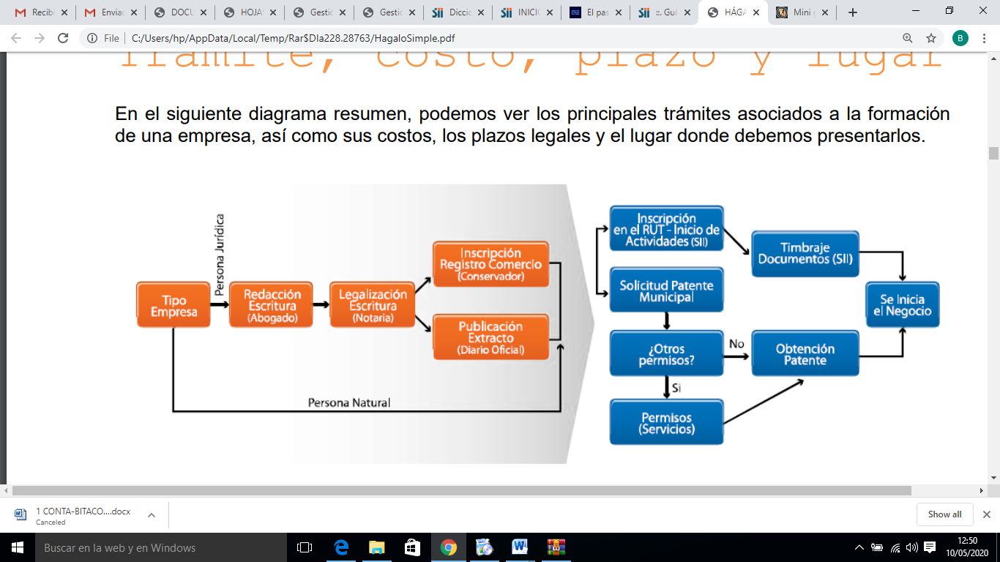 Recibi
Enviad
DOCU
HOJA
Gestic
Gestic
sii Diccic
sii INICIO
El pas
sii ::. Guí
HÁGA
Mini g
File | C:/Users/hp/AppData/Local/Temp/Rar$DIa228.28763/HagaloSimple.pdf
B
Trámite, costo, plazo y lugar
En el siguiente diagrama resumen, podemos ver los principales trámites asociados a la formación
de una empresa, así como sus costos, los plazos legales y el lugar donde debemos presentarlos.
Tipo
Empresa
Persona Jurídica
Redacción
Escritura
(Abogado)
Legalización
Escritura
(Notaria)
Inscripción
Registro Comercio
(Conservador)
Publicación
Extracto
(Diario Oficial)
Persona Natural
Inscripción
en el RUT - Inicio de
Actividades (SII)
Timbraje
Documentos (SII)
Solicitud Patente
Municipal
Se Inicia
el Negocio
¿Otros
permisos?
No
Obtención
Patente
Si
Permisos
(Servicios)
1 CONTA-BITACO....docx
Canceled
Show all
Buscar en la web y en Windows
12:50
10/05/2020